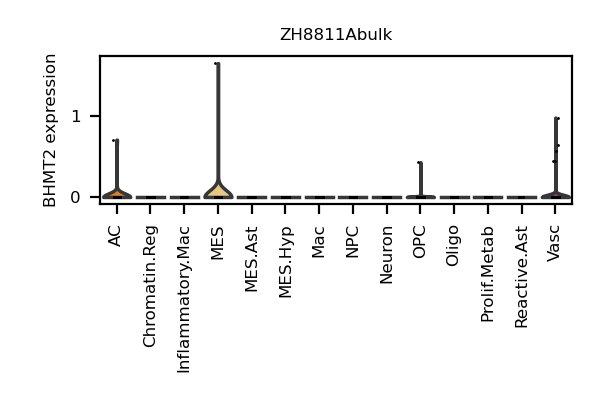 ZH8811Abulk
BHMT2 expression
1
0
AC
Chromatin.Reg
Inflammatory.Mac
MES
MES.Ast
MES.Hyp
Mac
NPC
Neuron
OPC
Oligo
Prolif.Metab
Reactive.Ast
Vasc